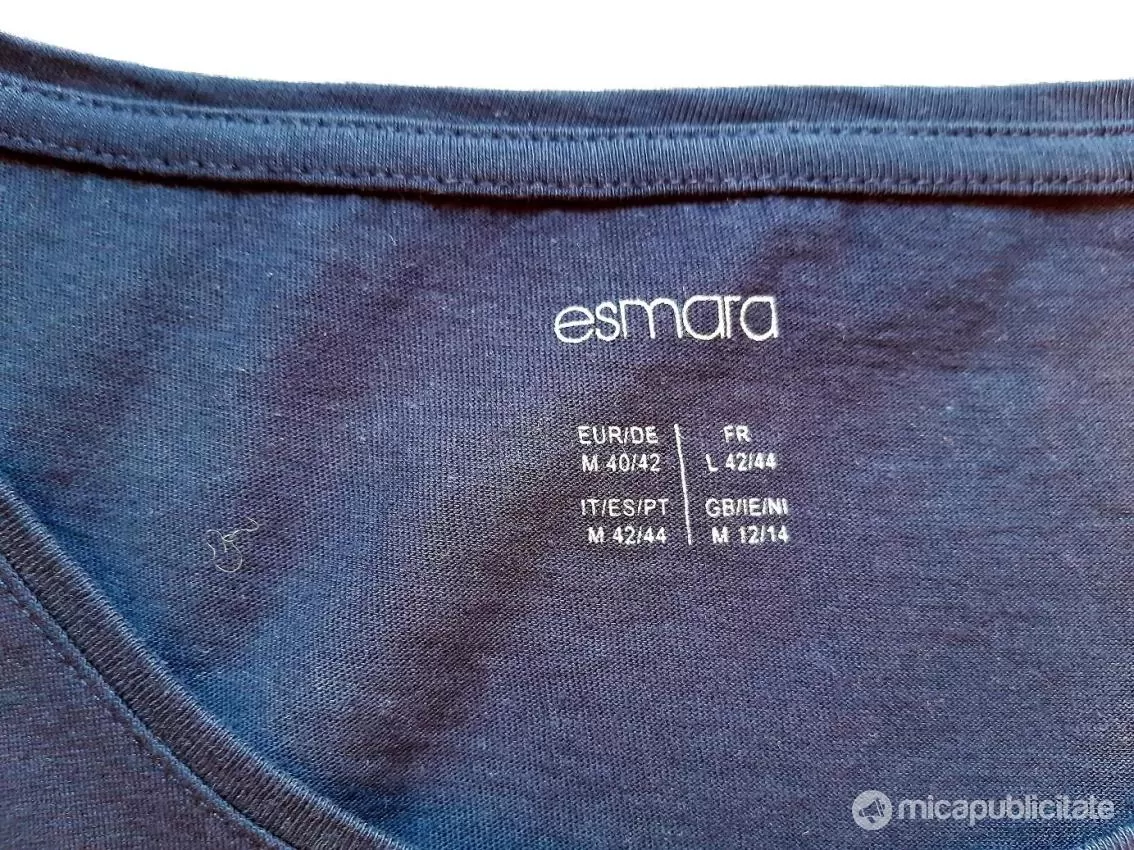 esmara
EUR/DE
M 40/42
FR
L 42/44
IT/ES/PT
M 42/44
GB/IE/NI
M 12/14
micapublicitate